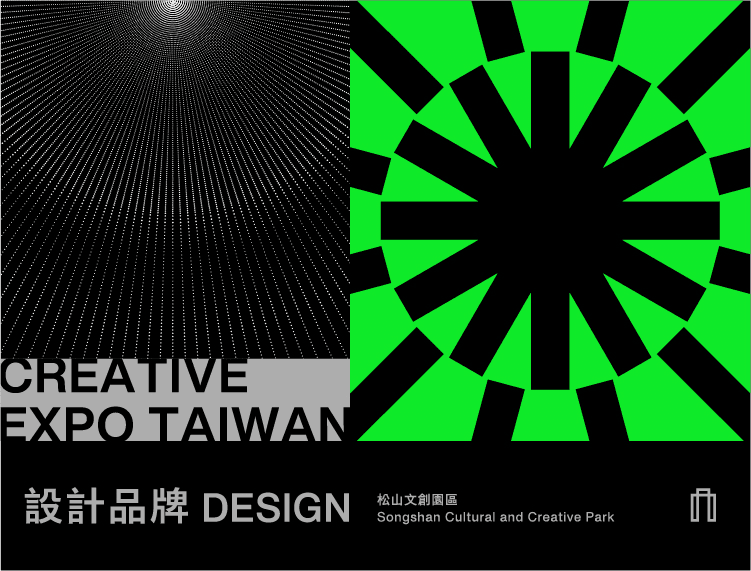 CREATIVE
EXPO TAIWAN
設計品牌 DESIGN
松山文創園區
Songshan Cultural and Creative Park